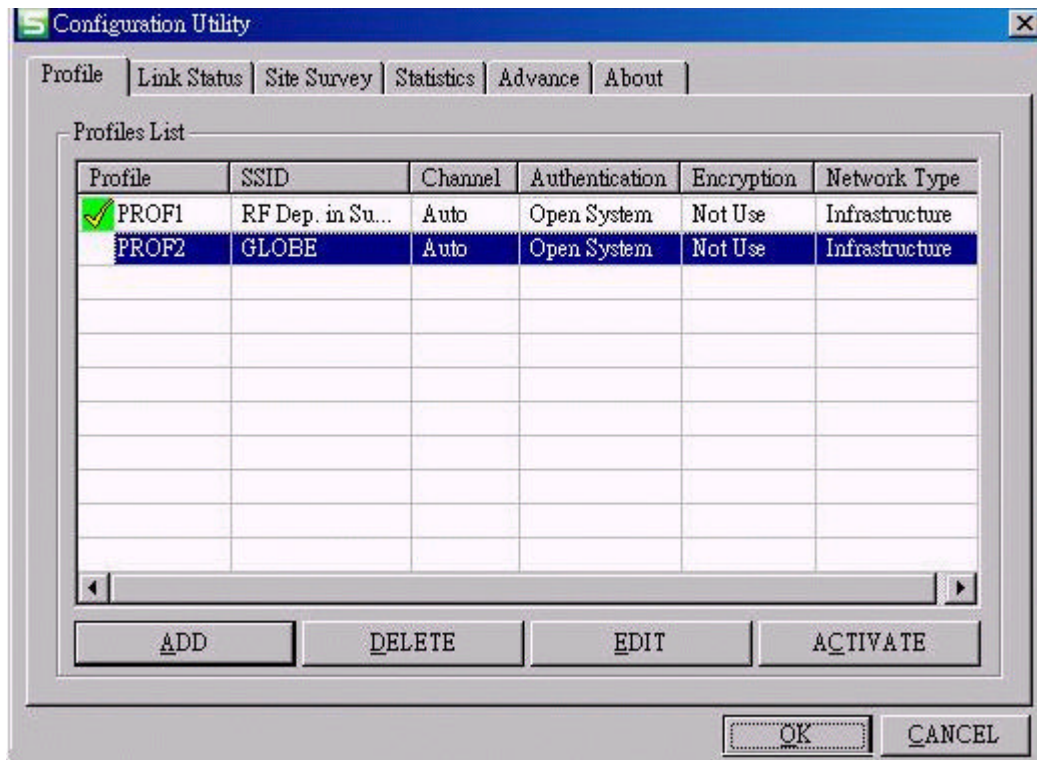 Configuration Utility
Profile Link Status Site Survey Statistics Advance About
Profiles List
Profile SSID Channel Authentication Encryption Network Type
PROF1 RF Dep. in Su... Auto Open System Not Use Infrastructure
PROF2 GLOBE Auto Open System Not Use Infrastructure
ADD DELETE EDIT ACTIVATE
OK CANCEL